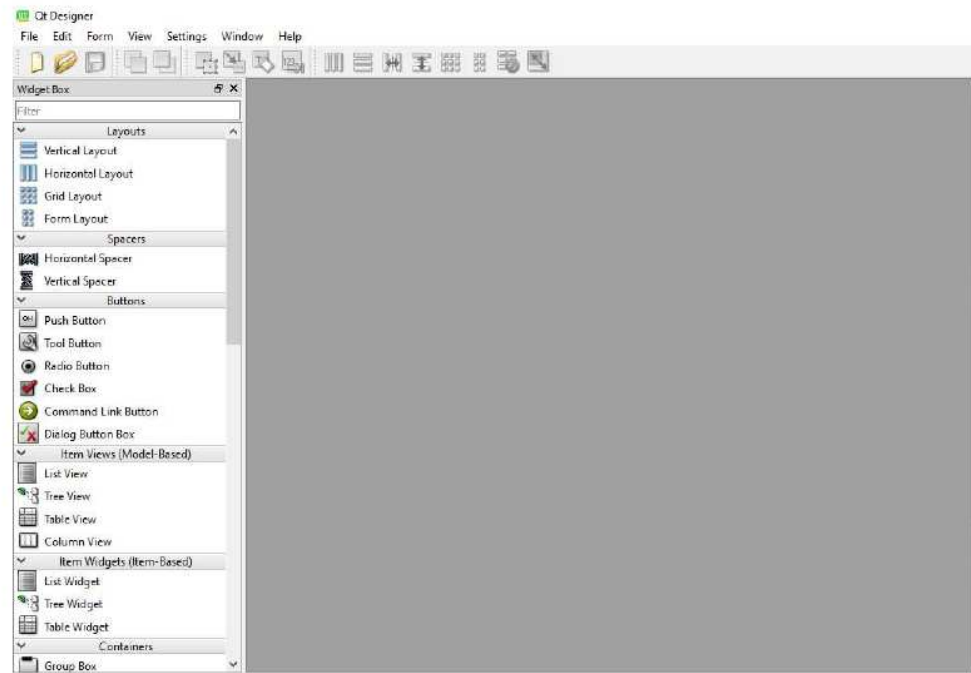 Qt Designer
File Edit Form View Settings Window Help
Widget Box
Filter
Layouts
Vertical Layout
Horizontal Layout
Grid Layout
Form Layout
Spacers
Horizontal Spacer
Vertical Spacer
Buttons
Push Button
Tool Button
Radio Button
Check Box
Command Link Button
Dialog Button Box
Item Views (Model-Based)
List View
Tree View
Table View
Column View
Item Widgets (Item-Based)
List Widget
Tree Widget
Table Widget
Containers
Group Box